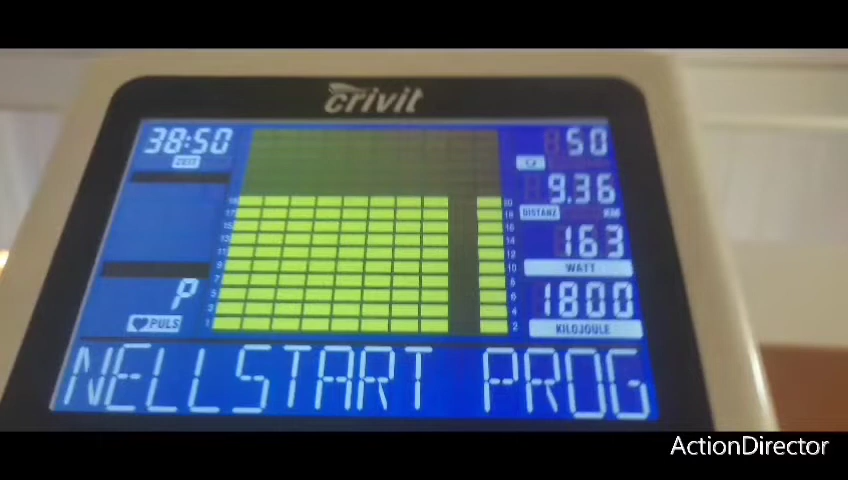 crivit
38:50
ZEIT
50
9.36
DISTANZ KM
163
WATT
P
PULS
1800
KILOJOULE
NELLSTART PROG
ActionDirector